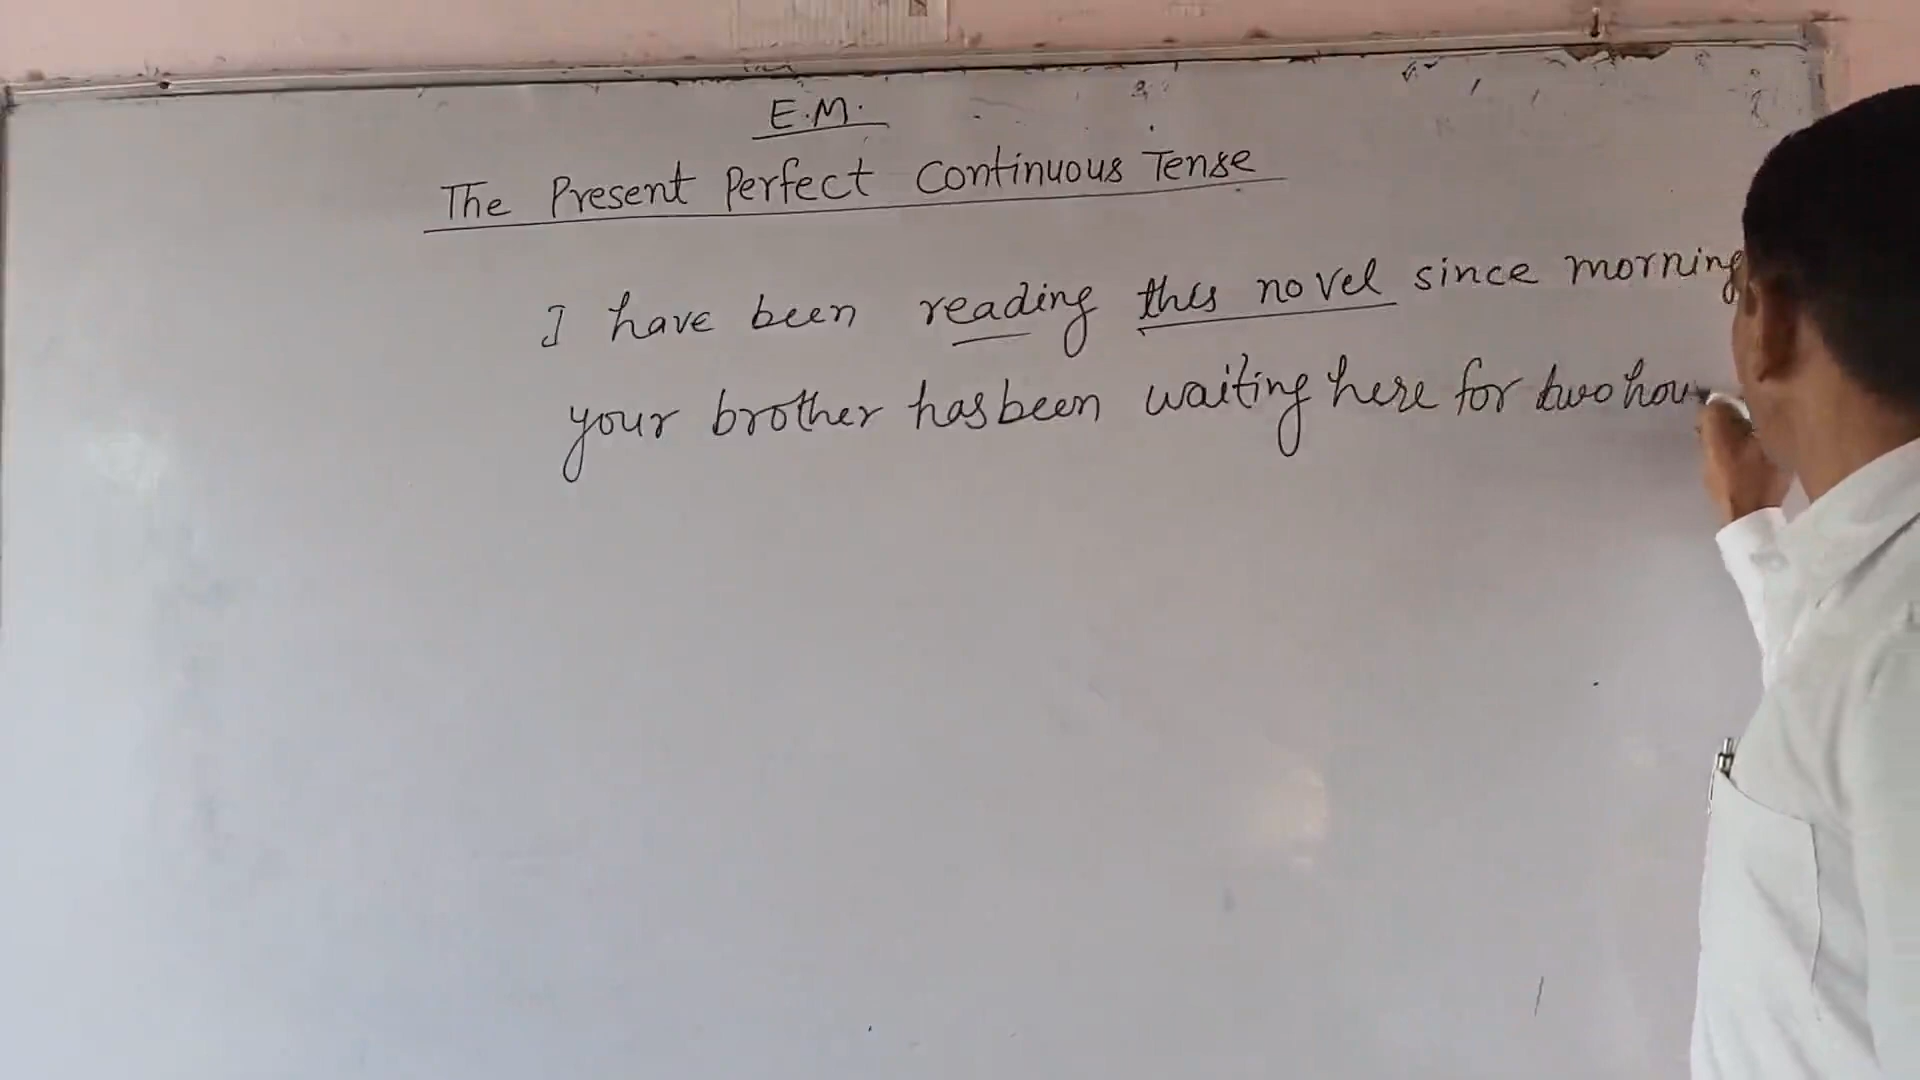 E.M.
The Present Perfect Continuous Tense
I have been reading this novel since morning
your brother has been waiting here for two hou